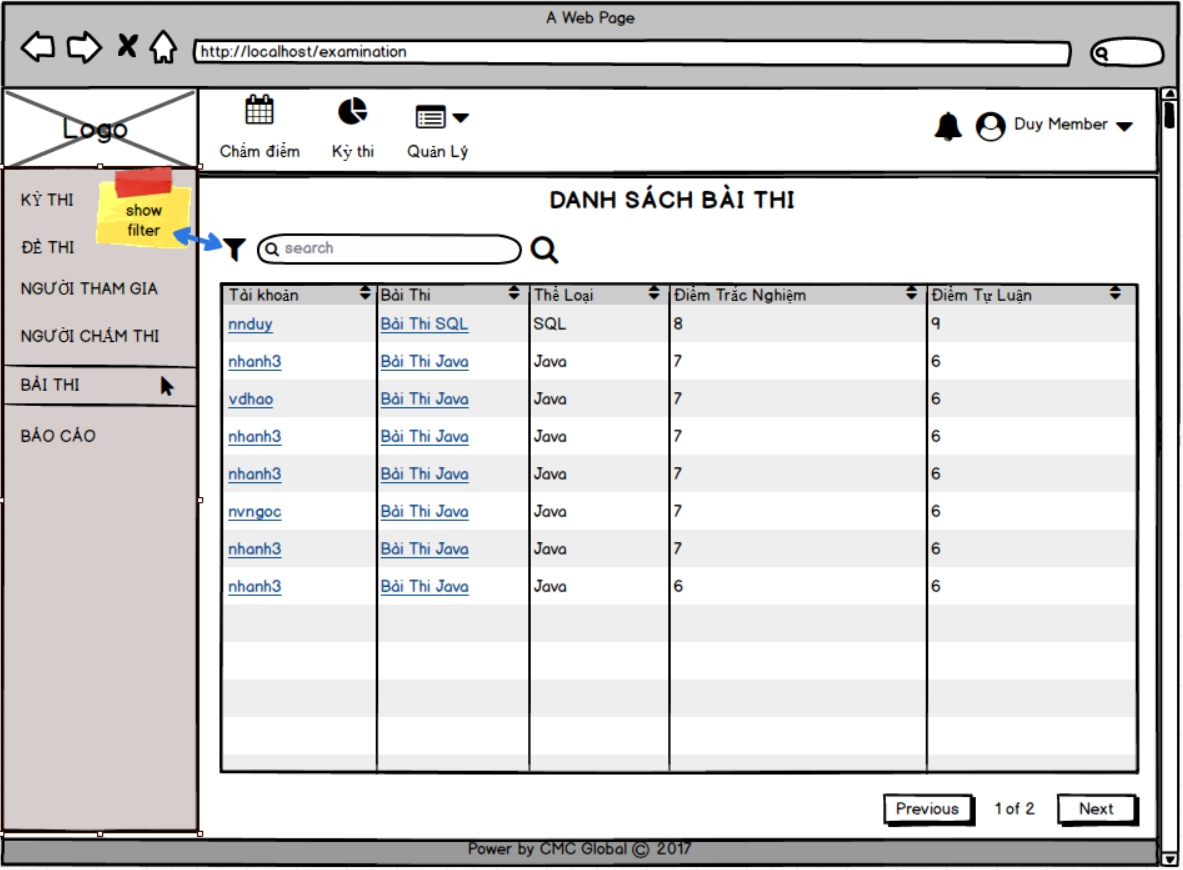 A Web Page
http://localhost/examination
Logo
Chấm điểm
Kỳ thi
Quản Lý
Duy Member
KỲ THI
ĐỀ THI
NGƯỜI THAM GIA
NGƯỜI CHẤM THI
BÀI THI
BÁO CÁO
show
filter
DANH SÁCH BÀI THI
search
Tài khoản Bài Thi Thể Loại Điểm Trắc Nghiệm Điểm Tự Luận
nnduy Bài Thi SQL SQL 8 9
nhanh3 Bài Thi Java Java 7 6
vdhao Bài Thi Java Java 7 6
nhanh3 Bài Thi Java Java 7 6
nhanh3 Bài Thi Java Java 7 6
nvngoc Bài Thi Java Java 7 6
nhanh3 Bài Thi Java Java 7 6
nhanh3 Bài Thi Java Java 6 6
Previous 1 of 2 Next
Power by CMC Global © 2017